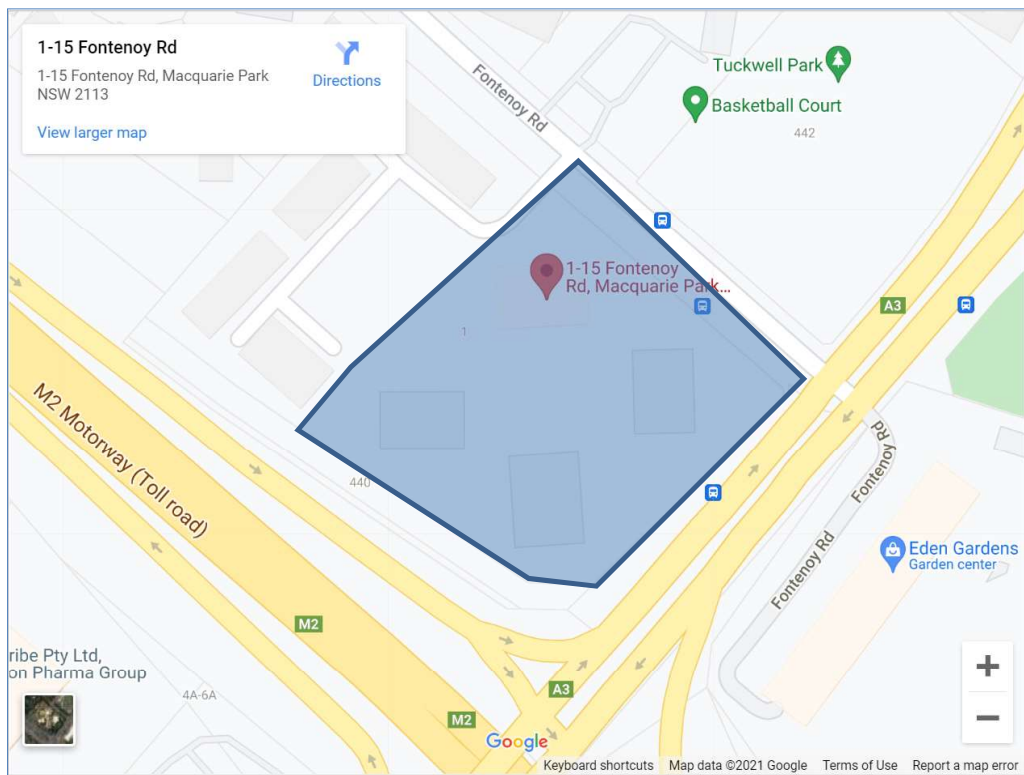 1-15 Fontenoy Rd
1-15 Fontenoy Rd, Macquarie Park
NSW 2113
Directions
View larger map
Fontenoy Rd
Tuckwell Park
Basketball Court
442
1-15 Fontenoy
Rd, Macquarie Park...
A3
1
M2 Motorway (Toll road)
440
Fontenoy Rd
Fontenoy Rd
Eden Gardens
Garden center
M2
ribe Pty Ltd,
on Pharma Group
4A-6A
A3
M2
Google
Keyboard shortcuts
Map data ©2021 Google
Terms of Use
Report a map error